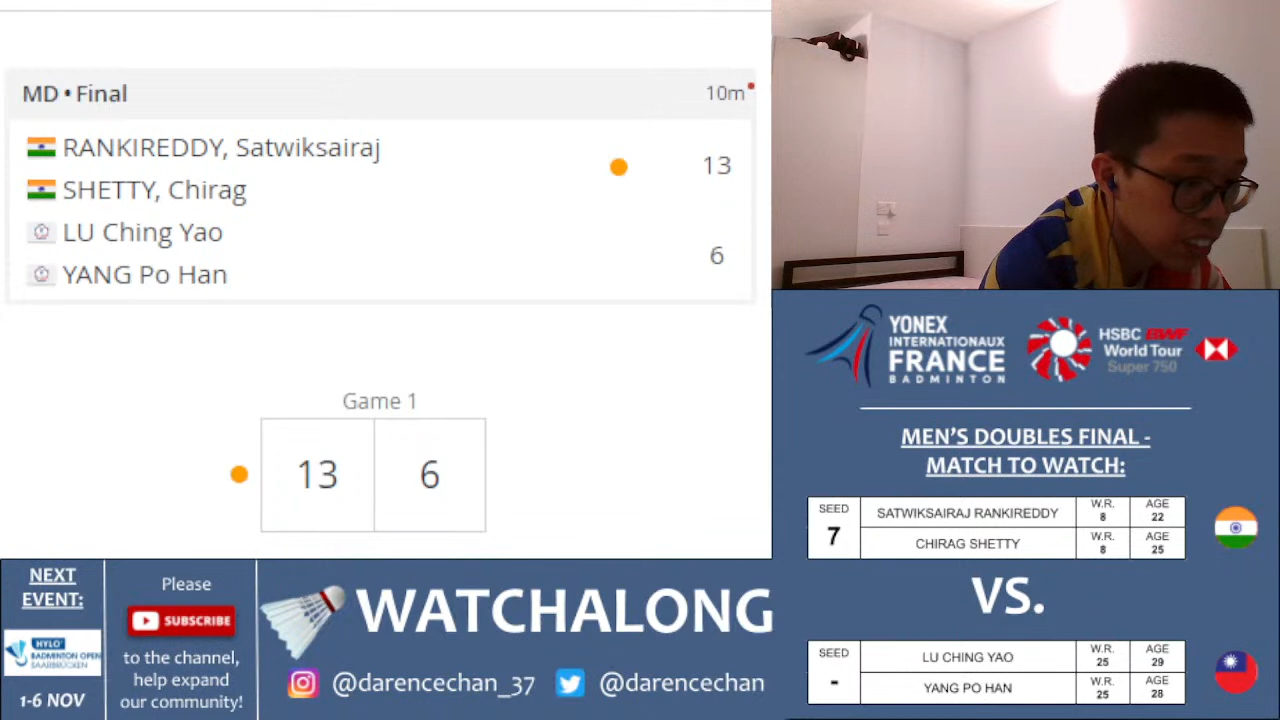 MD • Final
10m
RANKIREDDY, Satwiksairaj
SHETTY, Chirag
13
LU Ching Yao
YANG Po Han
6
Game 1
13 6
YONEX
INTERNATIONAUX
FRANCE
BADMINTON
HSBC BWF
World Tour
Super 750
MEN'S DOUBLES FINAL -
MATCH TO WATCH:
SEED
7
SATWIKSAIRAJ RANKIREDDY
W.R.
8
AGE
22
CHIRAG SHETTY
W.R.
8
AGE
25
VS.
SEED
-
LU CHING YAO
W.R.
25
AGE
29
YANG PO HAN
W.R.
25
AGE
28
NEXT
EVENT:
HYLO
BADMINTON OPEN
SAARBRÜCKEN
1-6 NOV
Please
SUBSCRIBE
to the channel,
help expand
our community!
WATCHALONG
@darencechan_37
@darencechan